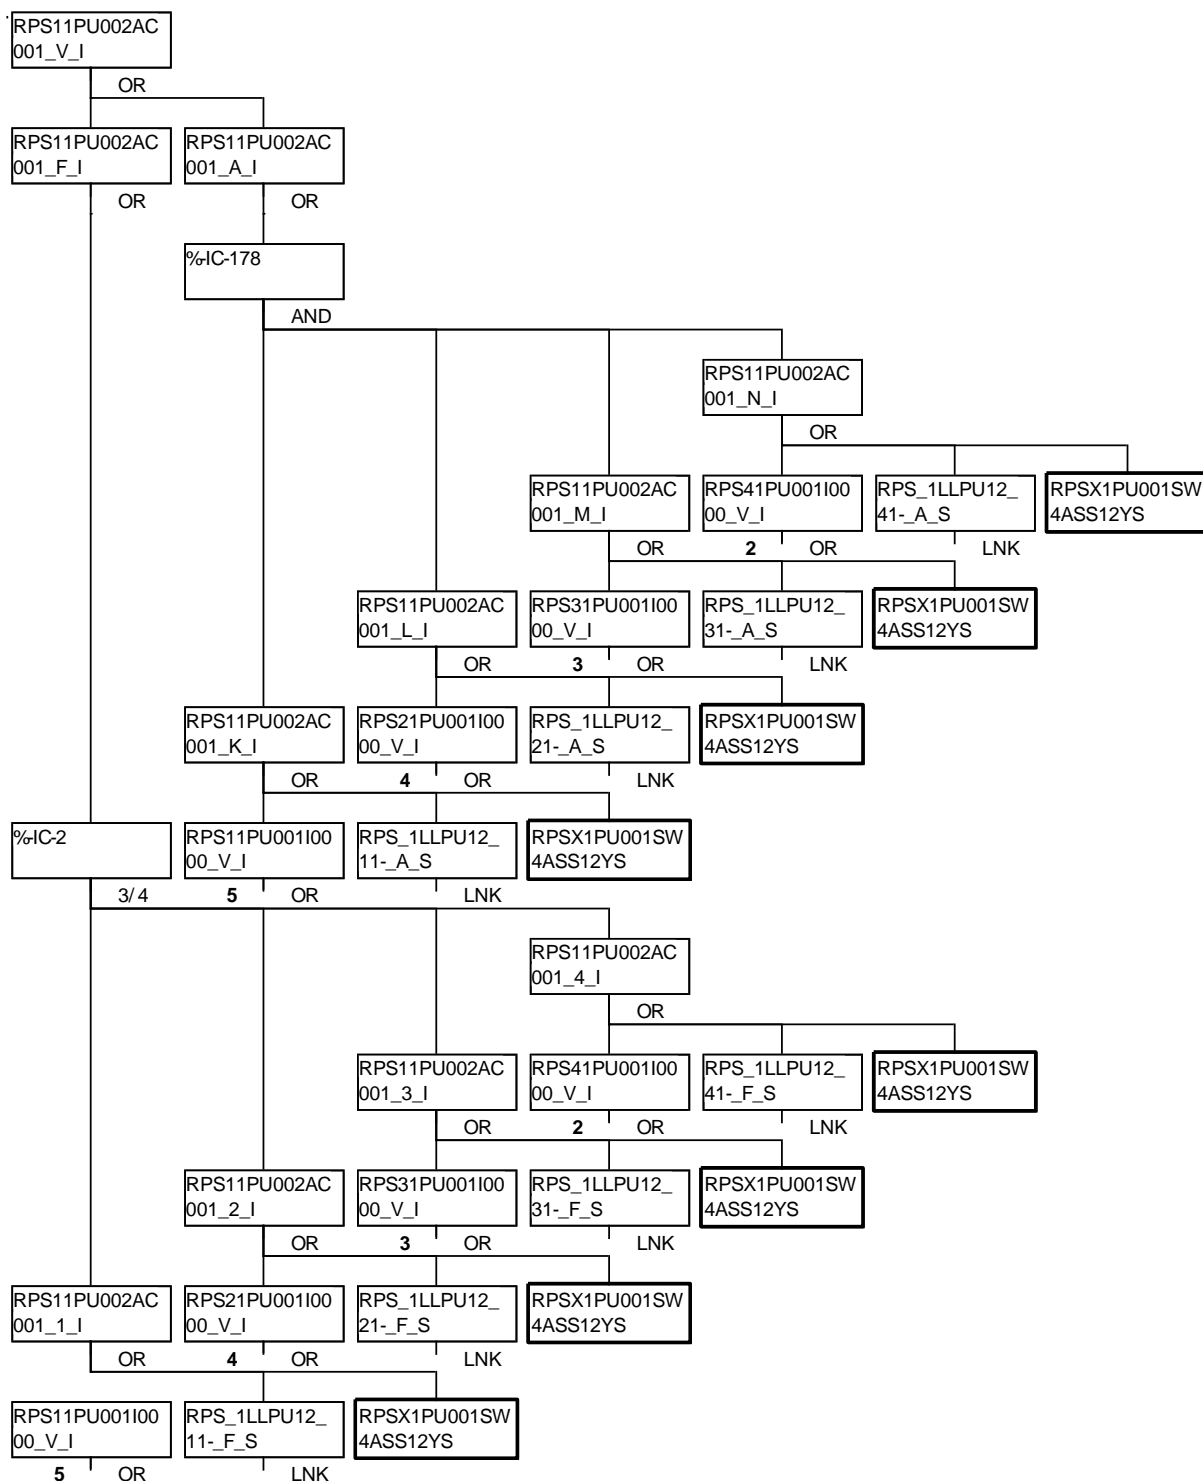 RPS11PU002AC
001_V_I
OR
RPS11PU002AC
001_F_I
RPS11PU002AC
001_A_I
OR
OR
%-IC-178
AND
RPS11PU002AC
001_N_I
OR
RPS11PU002AC
001_M_I
RPS41PU001I00
00_V_I
RPS_1LLPU12_
41-_A_S
RPSX1PU001SW
4ASS12YS
OR
2
OR
LNK
RPS11PU002AC
001_L_I
RPS31PU001I00
00_V_I
RPS_1LLPU12_
31-_A_S
RPSX1PU001SW
4ASS12YS
OR
3
OR
LNK
RPS11PU002AC
001_K_I
RPS21PU001I00
00_V_I
RPS_1LLPU12_
21-_A_S
RPSX1PU001SW
4ASS12YS
OR
4
OR
LNK
%-IC-2
RPS11PU001I00
00_V_I
RPS_1LLPU12_
11-_A_S
RPSX1PU001SW
4ASS12YS
3/4
5
OR
LNK
RPS11PU002AC
001_4_I
OR
RPS11PU002AC
001_3_I
RPS41PU001I00
00_V_I
RPS_1LLPU12_
41-_F_S
RPSX1PU001SW
4ASS12YS
OR
2
OR
LNK
RPS11PU002AC
001_2_I
RPS31PU001I00
00_V_I
RPS_1LLPU12_
31-_F_S
RPSX1PU001SW
4ASS12YS
OR
3
OR
LNK
RPS11PU002AC
001_1_I
RPS21PU001I00
00_V_I
RPS_1LLPU12_
21-_F_S
RPSX1PU001SW
4ASS12YS
OR
4
OR
LNK
RPS11PU001I00
00_V_I
RPS_1LLPU12_
11-_F_S
RPSX1PU001SW
4ASS12YS
5
OR
LNK